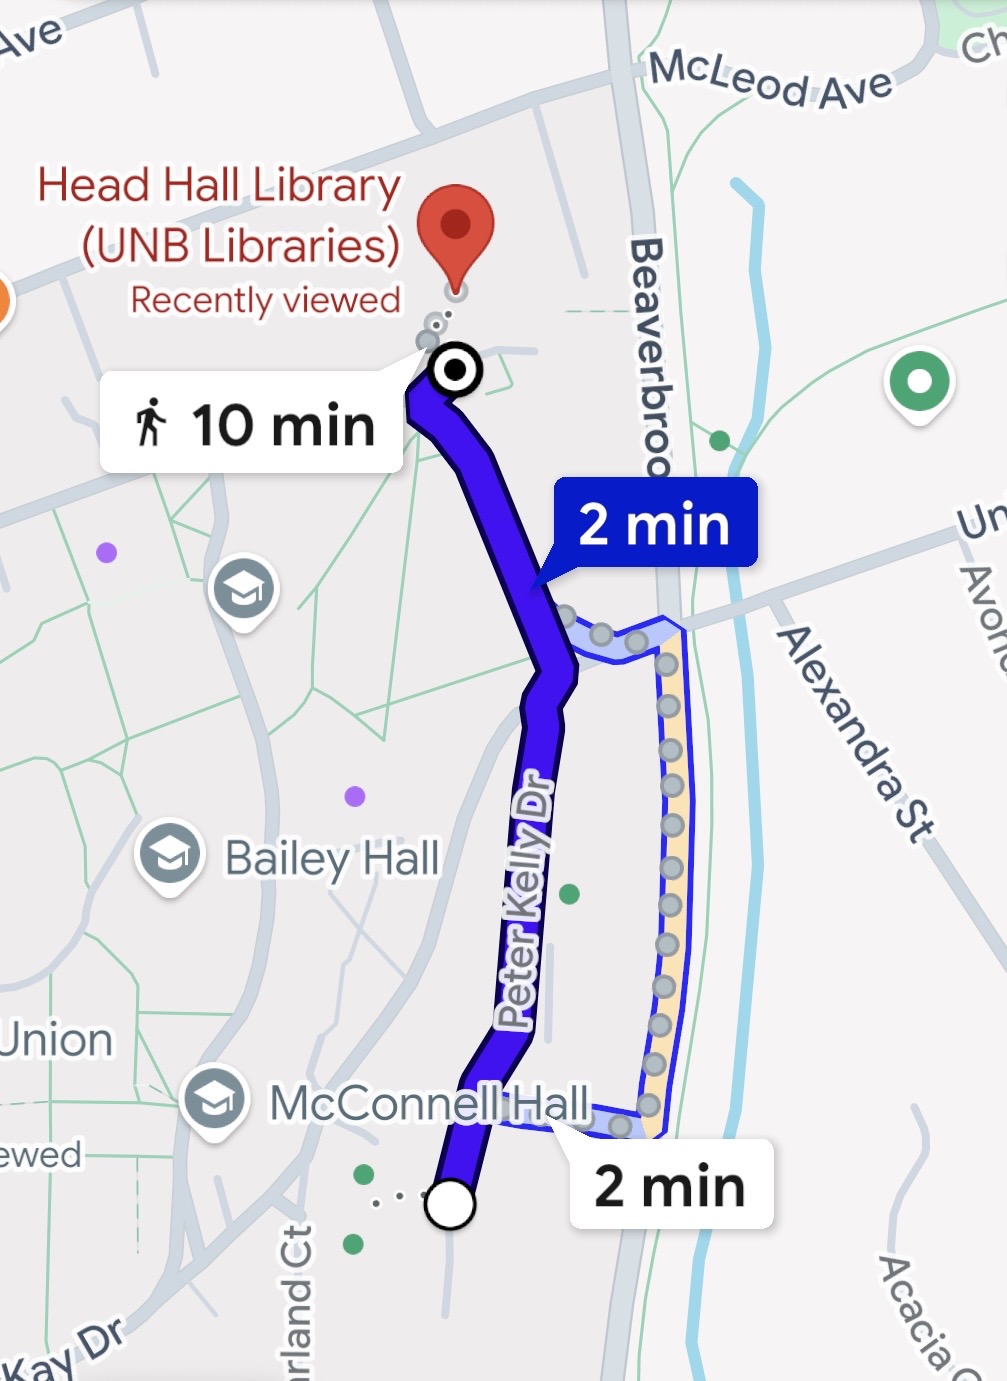 Ave
McLeod Ave
Ch
Head Hall Library
(UNB Libraries)
Recently viewed
Beaverbroo
10 min
2 min
Un
Avon
Alexandra St
Peter Kelly Dr
Bailey Hall
Union
McConnell Hall
ewed
2 min
arland Ct
Kay Dr
Acacia